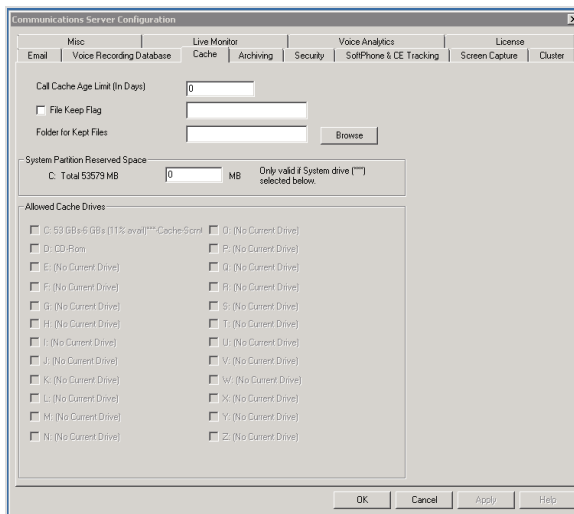 Communications Server Configuration
Misc Live Monitor Voice Analytics License
Email Voice Recording Database Cache Archiving Security SoftPhone & CE Tracking Screen Capture Cluster
Call Cache Age Limit (In Days) 0
File Keep Flag
Folder for Kept Files Browse
System Partition Reserved Space
C: Total 53579 MB 0 MB Only valid if System drive (***) selected below.
Allowed Cache Drives
C: 53 GBs-6 GBs (11% avail)***-Cache-Scrnt O: (No Current Drive)
D: CD-Rom P: (No Current Drive)
E: (No Current Drive) Q: (No Current Drive)
F: (No Current Drive) R: (No Current Drive)
G: (No Current Drive) S: (No Current Drive)
H: (No Current Drive) T: (No Current Drive)
I: (No Current Drive) U: (No Current Drive)
J: (No Current Drive) V: (No Current Drive)
K: (No Current Drive) W: (No Current Drive)
L: (No Current Drive) X: (No Current Drive)
M: (No Current Drive) Y: (No Current Drive)
N: (No Current Drive) Z: (No Current Drive)
OK Cancel Apply Help